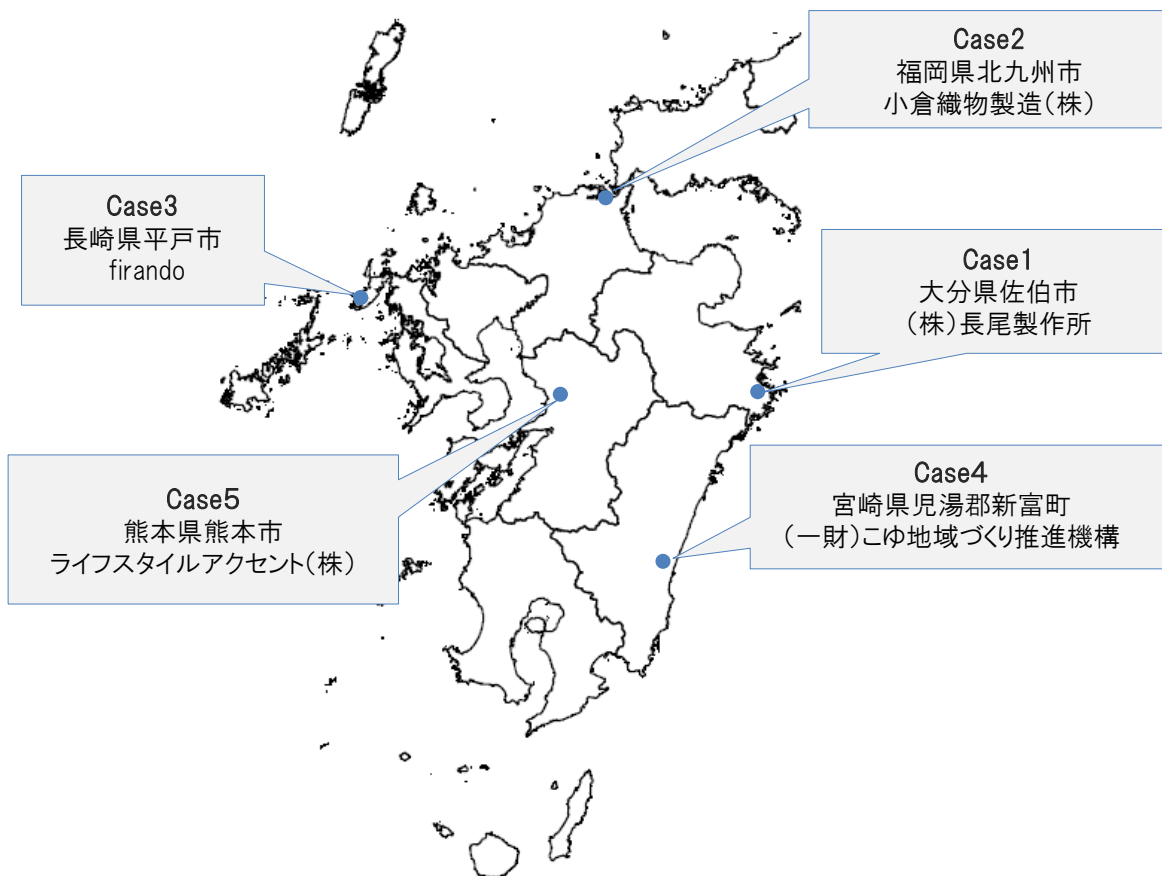 Case2
福岡県北九州市
小倉織物製造(株)
Case3
長崎県平戸市
firando
Case1
大分県佐伯市
(株)長尾製作所
Case5
熊本県熊本市
ライフスタイルアクセント(株)
Case4
宮崎県児湯郡新富町
(一財)こゆ地域づくり推進機構